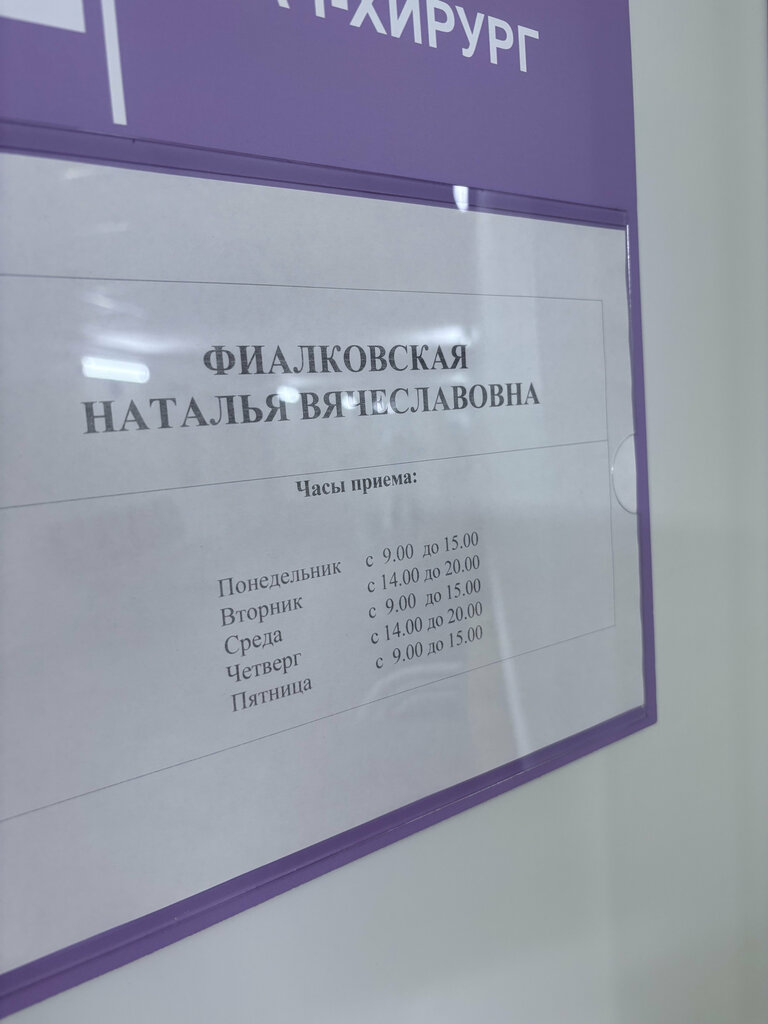 -ХИРУРГ
ФИАЛКОВСКАЯ
НАТАЛЬЯ ВЯЧЕСЛАВОВНА
Часы приема:
Понедельник с 9.00 до 15.00
Вторник с 14.00 до 20.00
Среда с 9.00 до 15.00
Четверг с 14.00 до 20.00
Пятница с 9.00 до 15.00